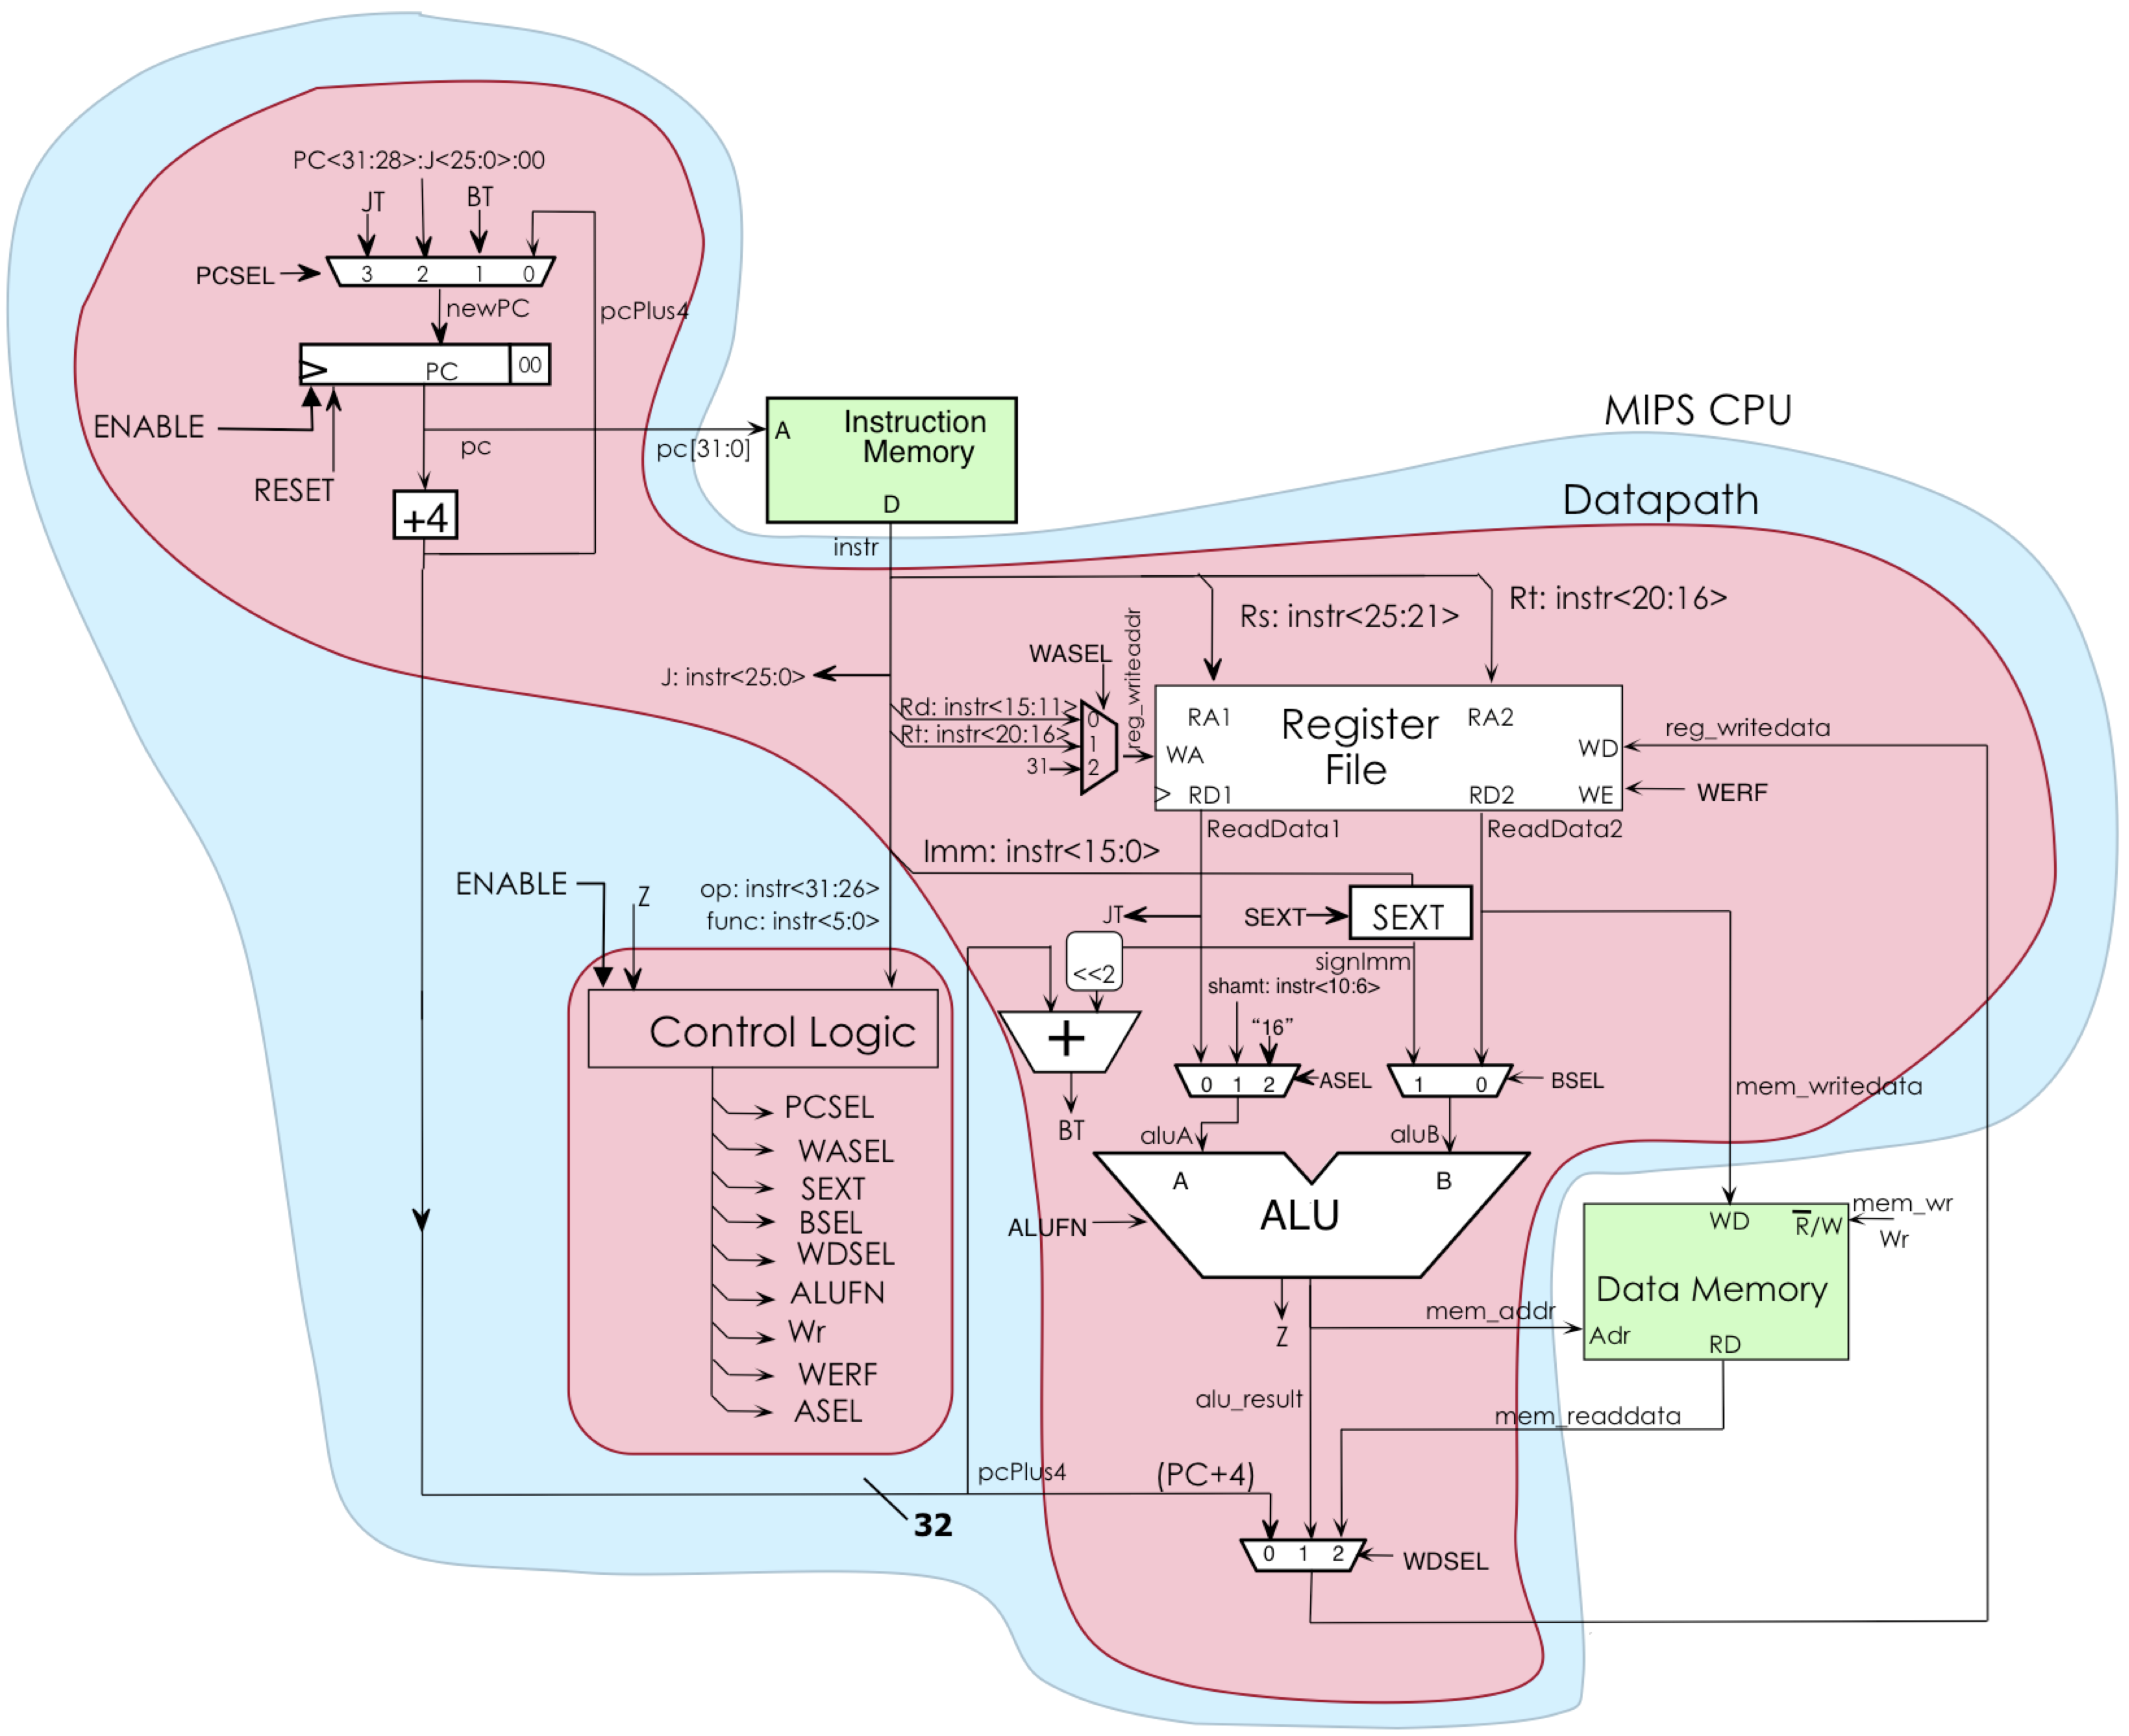 PC<31:28>:J<25:0>:00
JT
BT
PCSEL
3 2 1 0
newPC
pcPlus4
PC
00
ENABLE
RESET
pc
pc[31:0]
+4
A
Instruction
Memory
D
instr
MIPS CPU
Datapath
Rs: instr<25:21>
Rt: instr<20:16>
J: instr<25:0>
WASEL
reg_writeaddr
Rd: instr<15:11>
Rt: instr<20:16>
31
0
1
2
RA1
Register
File
RA2
WA
WD
RD1
RD2
WE
reg_writedata
WERF
ReadData1
ReadData2
Imm: instr<15:0>
ENABLE
Z
op: instr<31:26>
func: instr<5:0>
JT
SEXT
SEXT
<<2
signImm
shamt: instr<10:6>
"16"
+
BT
0 1 2
ASEL
1 0
BSEL
mem_writedata
aluA
aluB
A
B
ALU
ALUFN
Control Logic
PCSEL
WASEL
SEXT
BSEL
WDSEL
ALUFN
Wr
WERF
ASEL
WD
R/W
mem_wr
Wr
Data Memory
Adr
RD
mem_addr
Z
alu_result
mem_readdata
pcPlus4
(PC+4)
32
0 1 2
WDSEL